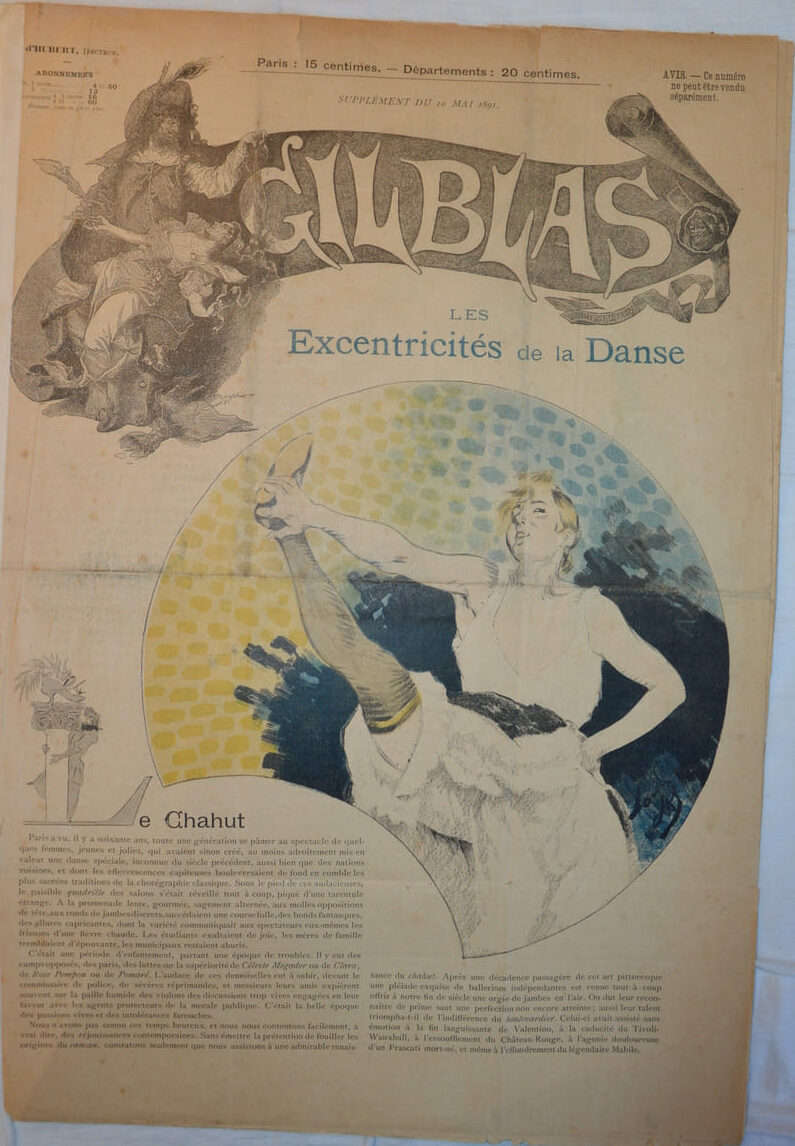 D'HUBERT, DIRECTEUR.
ABONNEMENTS
Paris : 15 centimes. — Départements : 20 centimes.
SUPPLÉMENT DU 10 MAI 1891.
AVIS. — Ce numéro
ne peut être vendu
séparément.
GIL BLAS
LES
Excentricités de la Danse
Le Chahut
Paris a vu, il y a soixante ans, toute une génération se pâmer au spectacle de quel-
ques femmes, jeunes et jolies, qui avaient sinon créé, au moins adroitement mis en
valeur une danse spéciale, inconnue du siècle précédent, aussi bien que des nations
voisines, et dont les effervescences capiteuses bouleversaient de fond en comble les
plus sacrées traditions de la chorégraphie classique. Sous le pied de ces audacieuses,
le paisible quadrille des salons s'était réveillé tout à coup, piqué d'une tarentule
étrange. A la promenade lente, gourmée, sagement alternée, aux molles oppositions
de tête, aux ronds de jambes discrets, succédaient une course folle, des bonds fantasques,
des allures capricantes, dont la variété communiquait aux spectateurs eux-mêmes les
frissons d'une fièvre chaude. Les étudiants exultaient de joie, les mères de famille
tremblaient d'épouvante, les municipaux restaient ahuris.
C'était une période d'enfantement, partant, une époque de troubles. Il y eut des
camps opposés, des paris, des luttes sur la supériorité de Céleste Mogador ou de Clara,
de Rose Pompon ou de Pomaré. L'audace de ces demoiselles eut à subir, devant le
commissaire de police, de sévères réprimandes, et messieurs leurs amis expièrent
souvent sur la paille humide des violons des discussions trop vives engagées en leur
faveur avec les agents protecteurs de la morale publique. C'était la belle époque
des passions vives et des intolérances farouches.
Nous n'avons pas connu ces temps heureux, et nous nous contentons facilement, à
vrai dire, des réjouissances contemporaines. Sans émettre la prétention de fouiller les
origines du cancan, constatons seulement que nous assistons à une admirable renais-
sance du chahut. Après une décadence passagère de cet art pittoresque
une pléiade exquise de ballerines indépendantes est venue tout à coup
offrir à notre fin de siècle une orgie de jambes en l'air. On dut leur recon-
naître de prime saut une perfection non encore atteinte ; aussi leur talent
triompha-t-il de l'indifférence du boulevardier. Celui-ci avait assisté sans
émotion à la fin languissante de Valentino, à la caducité du Tivoli-
Wauxhall, à l'essoufflement du Château-Rouge, à l'agonie douloureuse
d'un Frascati mort-né, et même à l'effondrement du légendaire Mabile.